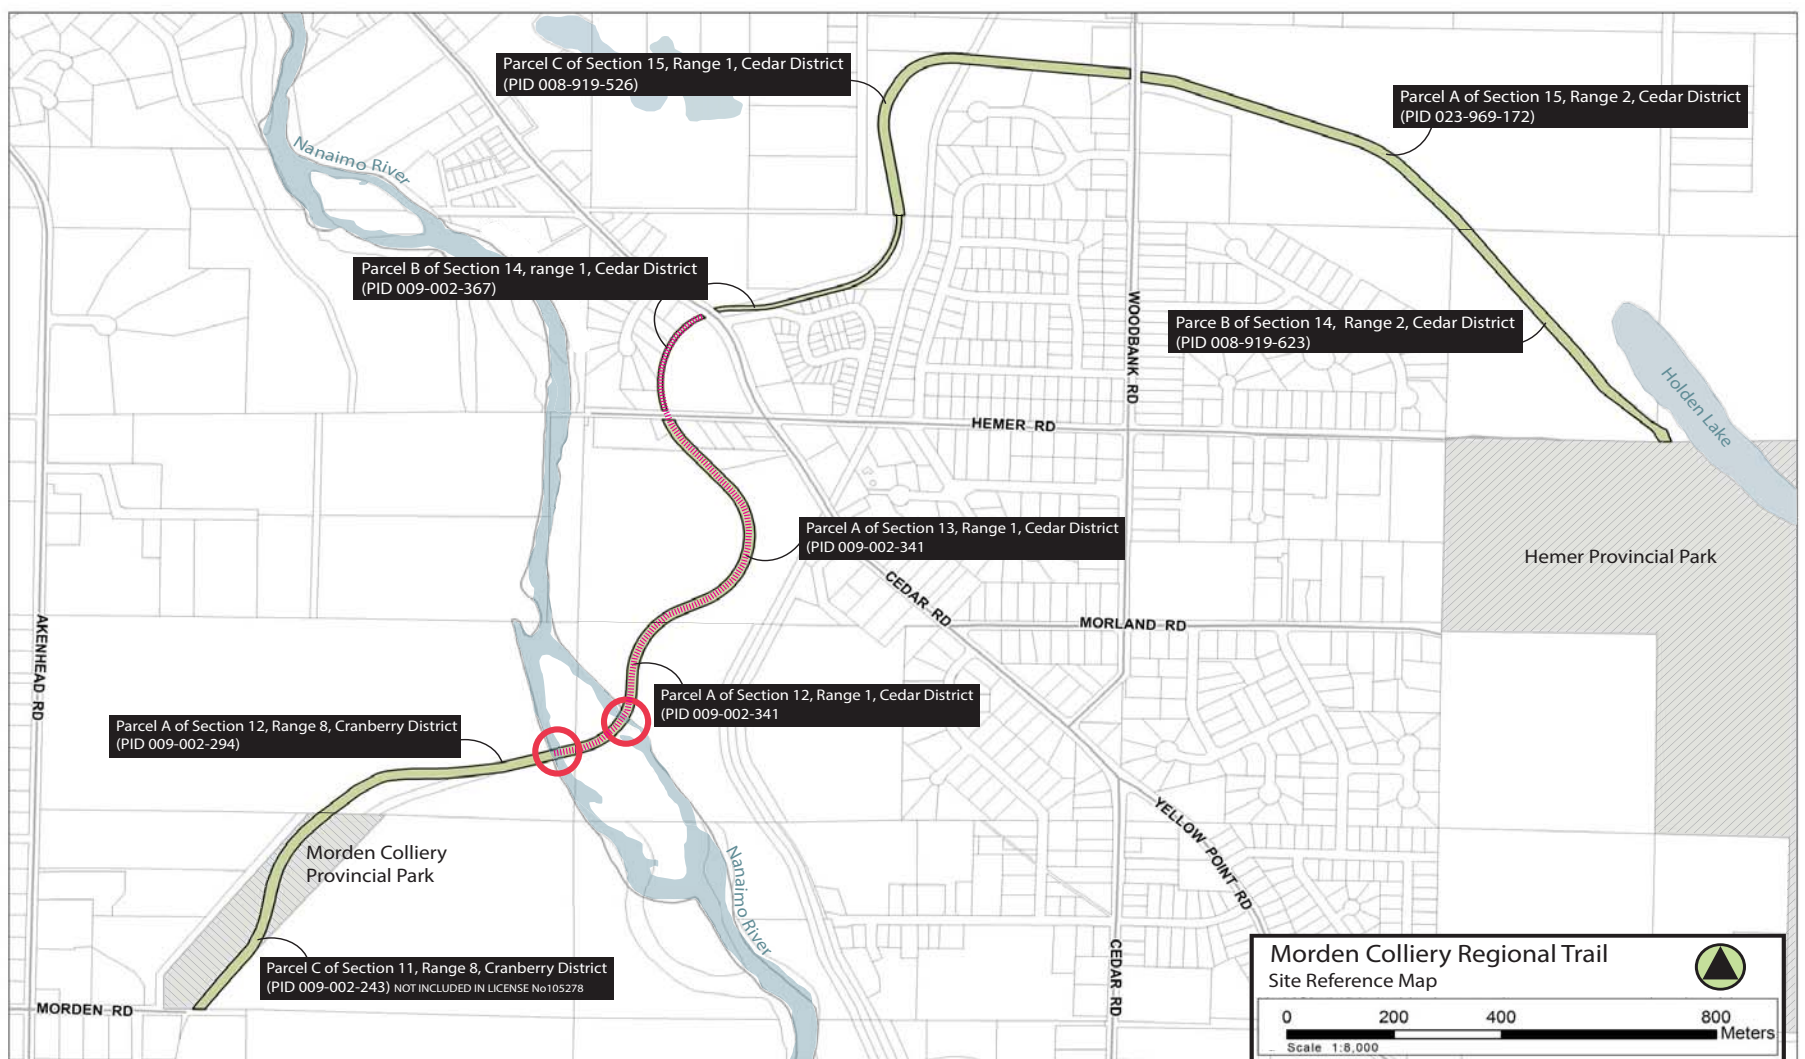 Parcel C of Section 15, Range 1, Cedar District
(PID 008-919-526)
Parcel A of Section 15, Range 2, Cedar District
(PID 023-969-172)
Nanaimo River
Parcel B of Section 14, range 1, Cedar District
(PID 009-002-367)
WOODBANK RD
Parce B of Section 14, Range 2, Cedar District
(PID 008-919-623)
Holden Lake
HEMER RD
Parcel A of Section 13, Range 1, Cedar District
(PID 009-002-341
Hemer Provincial Park
CEDAR RD
MORLAND RD
AKENHEAD RD
Parcel A of Section 12, Range 1, Cedar District
(PID 009-002-341
Parcel A of Section 12, Range 8, Cranberry District
(PID 009-002-294)
YELLOW POINT RD
Morden Colliery
Provincial Park
Nanaimo River
CEDAR RD
Parcel C of Section 11, Range 8, Cranberry District
(PID 009-002-243) NOT INCLUDED IN LICENSE No105278
MORDEN RD
Morden Colliery Regional Trail
Site Reference Map
0 200 400 800
Meters
Scale 1:8,000